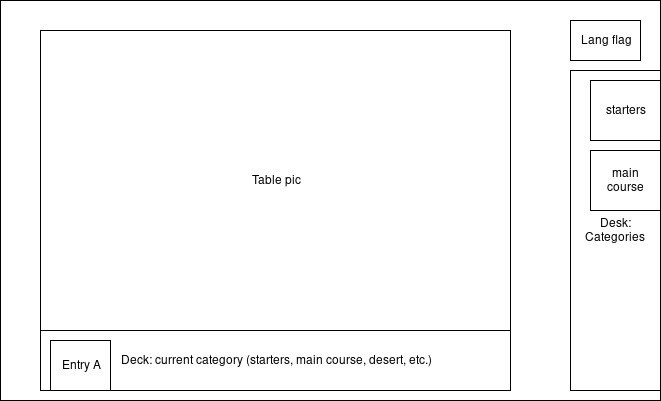 Lang flag
starters
main
course
Desk:
Categories
Table pic
Entry A
Deck: current category (starters, main course, desert, etc.)